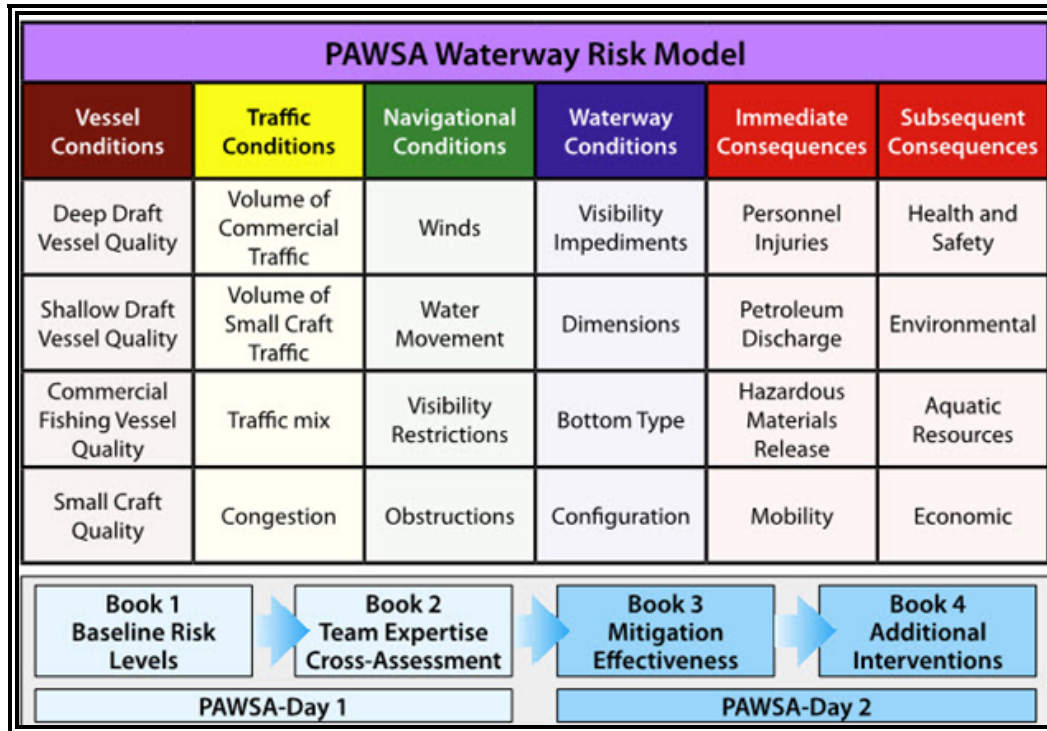 PAWSA Waterway Risk Model
Vessel
Conditions
Traffic
Conditions
Navigational
Conditions
Waterway
Conditions
Immediate
Consequences
Subsequent
Consequences
Deep Draft
Vessel Quality
Volume of
Commercial
Traffic
Winds
Visibility
Impediments
Personnel
Injuries
Health and
Safety
Shallow Draft
Vessel Quality
Volume of
Small Craft
Traffic
Water
Movement
Dimensions
Petroleum
Discharge
Environmental
Commercial
Fishing Vessel
Quality
Traffic mix
Visibility
Restrictions
Bottom Type
Hazardous
Materials
Release
Aquatic
Resources
Small Craft
Quality
Congestion
Obstructions
Configuration
Mobility
Economic
Book 1
Baseline Risk
Levels
Book 2
Team Expertise
Cross-Assessment
Book 3
Mitigation
Effectiveness
Book 4
Additional
Interventions
PAWSA-Day 1
PAWSA-Day 2